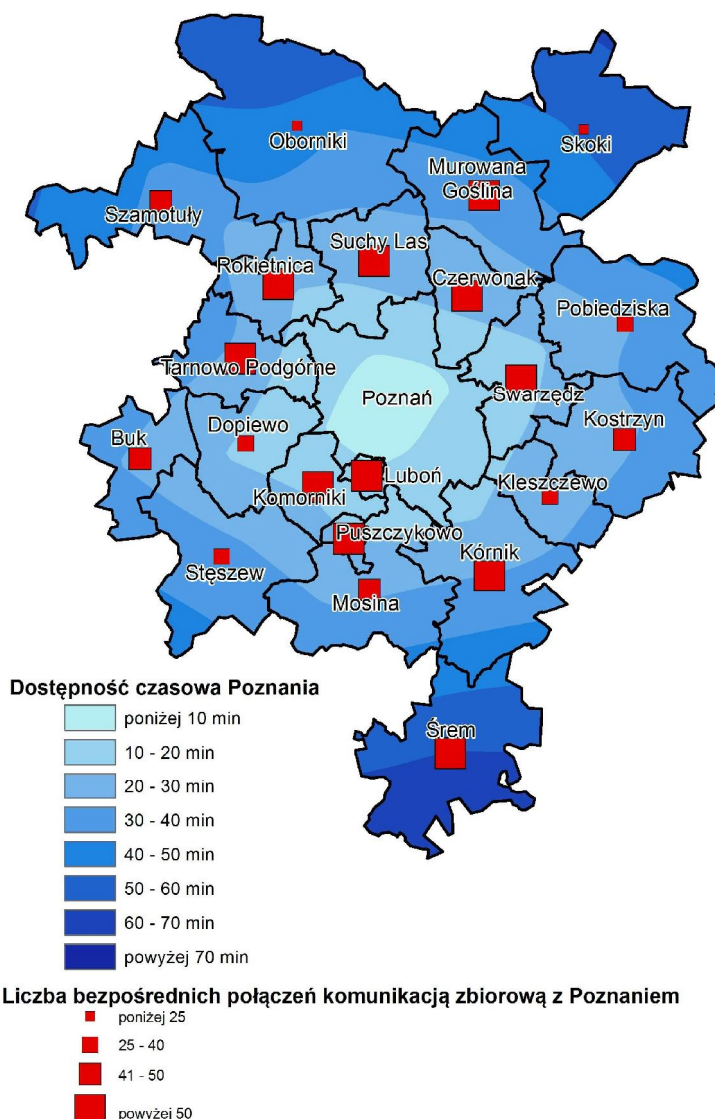 Oborniki
Skoki
Murowana
Goślina
Szamotuły
Suchy Las
Rokietnica
Czerwonak
Pobiedziska
Tarnowo Podgórne
Swarzędz
Poznań
Kostrzyn
Dopiewo
Buk
Luboń
Kleszczewo
Komorniki
Puszczykowo
Kórnik
Stęszew
Mosina
Śrem
Dostępność czasowa Poznania
poniżej 10 min
10 - 20 min
20 - 30 min
30 - 40 min
40 - 50 min
50 - 60 min
60 - 70 min
powyżej 70 min
Liczba bezpośrednich połączeń komunikacją zbiorową z Poznaniem
poniżej 25
25 - 40
41 - 50
powyżej 50